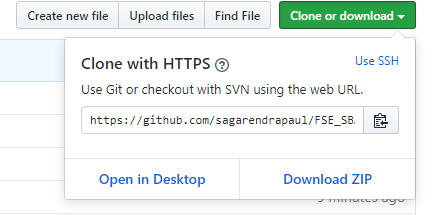 Create new file Upload files Find File Clone or download
Clone with HTTPS Use SSH
Use Git or checkout with SVN using the web URL.
https://github.com/sagarendrapaul/FSE_SB
Open in Desktop Download ZIP
9 minutes ago